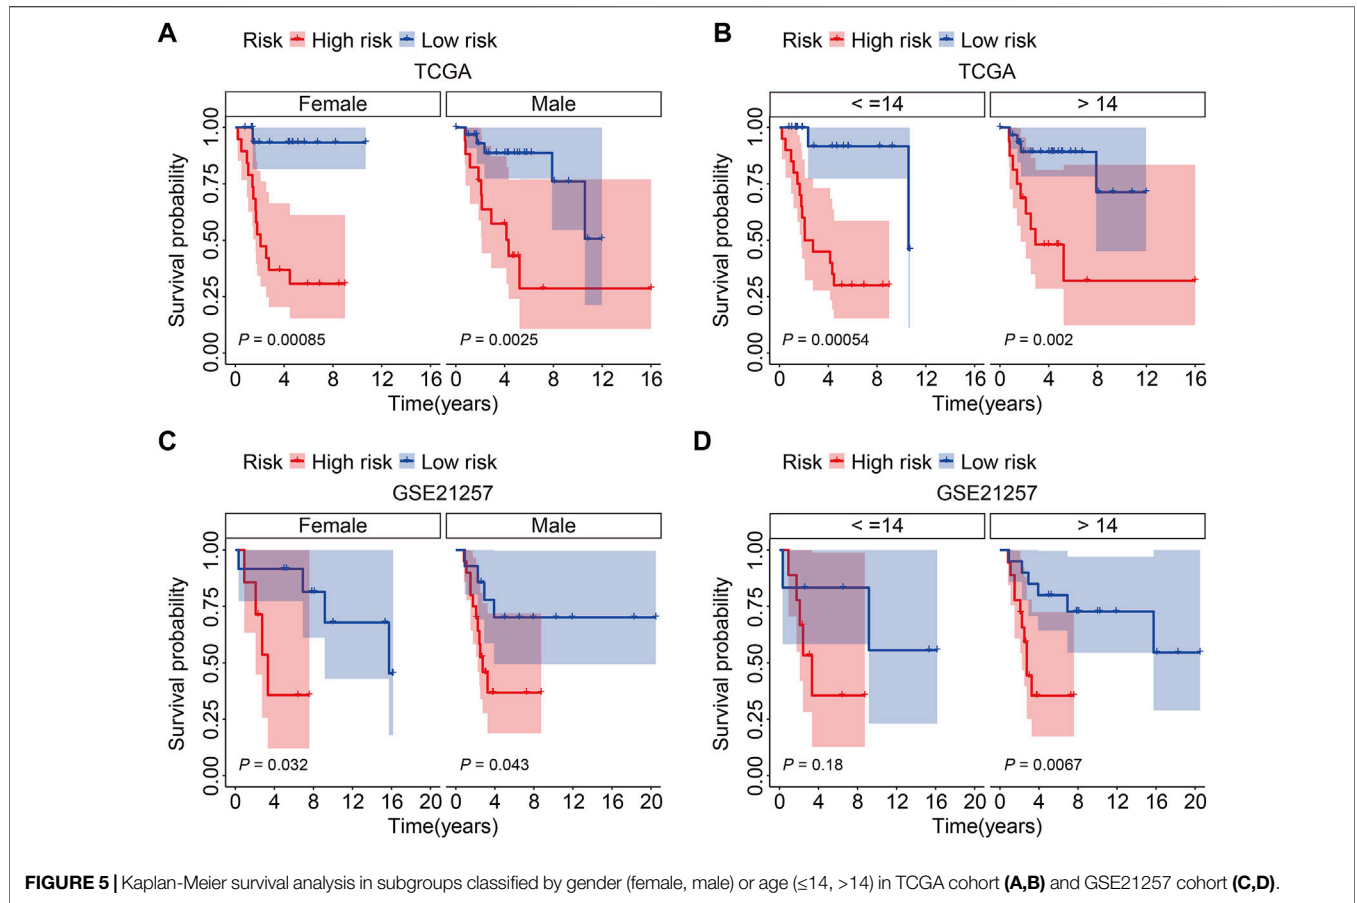 A
Risk High risk Low risk
TCGA
Female Male
Survival probability
1.00
0.75
0.50
0.25
0.00
P = 0.00085
P = 0.0025
0 4 8 12 16 0 4 8 12 16
Time(years)
B
Risk High risk Low risk
TCGA
< =14 > 14
Survival probability
1.00
0.75
0.50
0.25
0.00
P = 0.00054
P = 0.002
0 4 8 12 16 0 4 8 12 16
Time(years)
C
Risk High risk Low risk
GSE21257
Female Male
Survival probability
1.00
0.75
0.50
0.25
0.00
P = 0.032
P = 0.043
0 4 8 12 16 20 0 4 8 12 16 20
Time(years)
D
Risk High risk Low risk
GSE21257
< =14 > 14
Survival probability
1.00
0.75
0.50
0.25
0.00
P = 0.18
P = 0.0067
0 4 8 12 16 20 0 4 8 12 16 20
Time(years)
FIGURE 5 | Kaplan-Meier survival analysis in subgroups classified by gender (female, male) or age (≤14, >14) in TCGA cohort (A,B) and GSE21257 cohort (C,D).